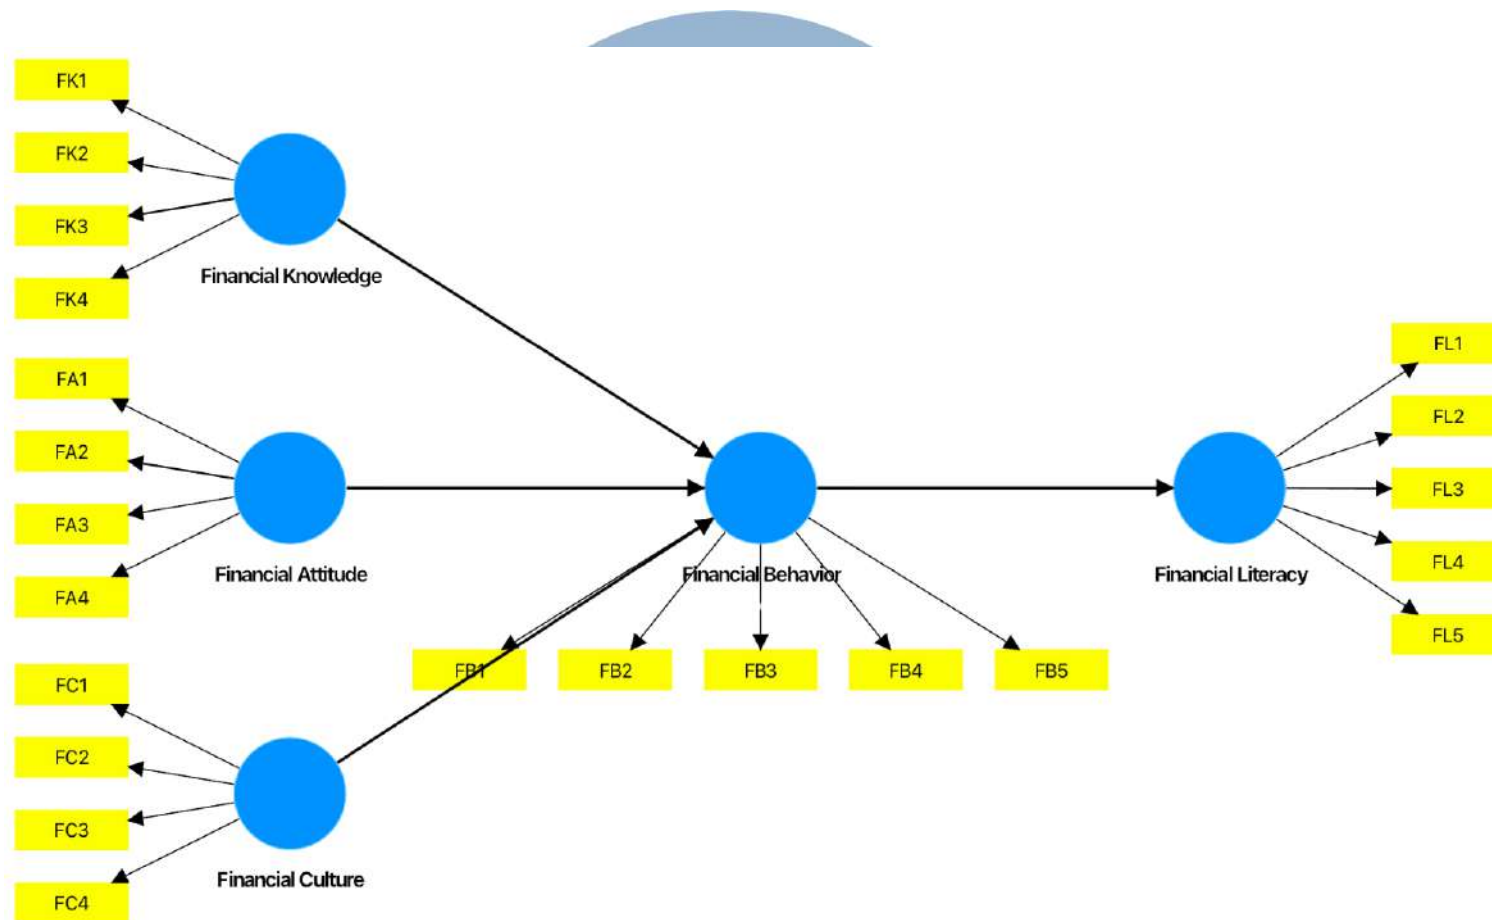 FK1
FK2
FK3
FK4
Financial Knowledge
FA1
FA2
FA3
FA4
Financial Attitude
FC1
FC2
FC3
FC4
Financial Culture
Financial Behavior
FB1
FB2
FB3
FB4
FB5
Financial Literacy
FL1
FL2
FL3
FL4
FL5